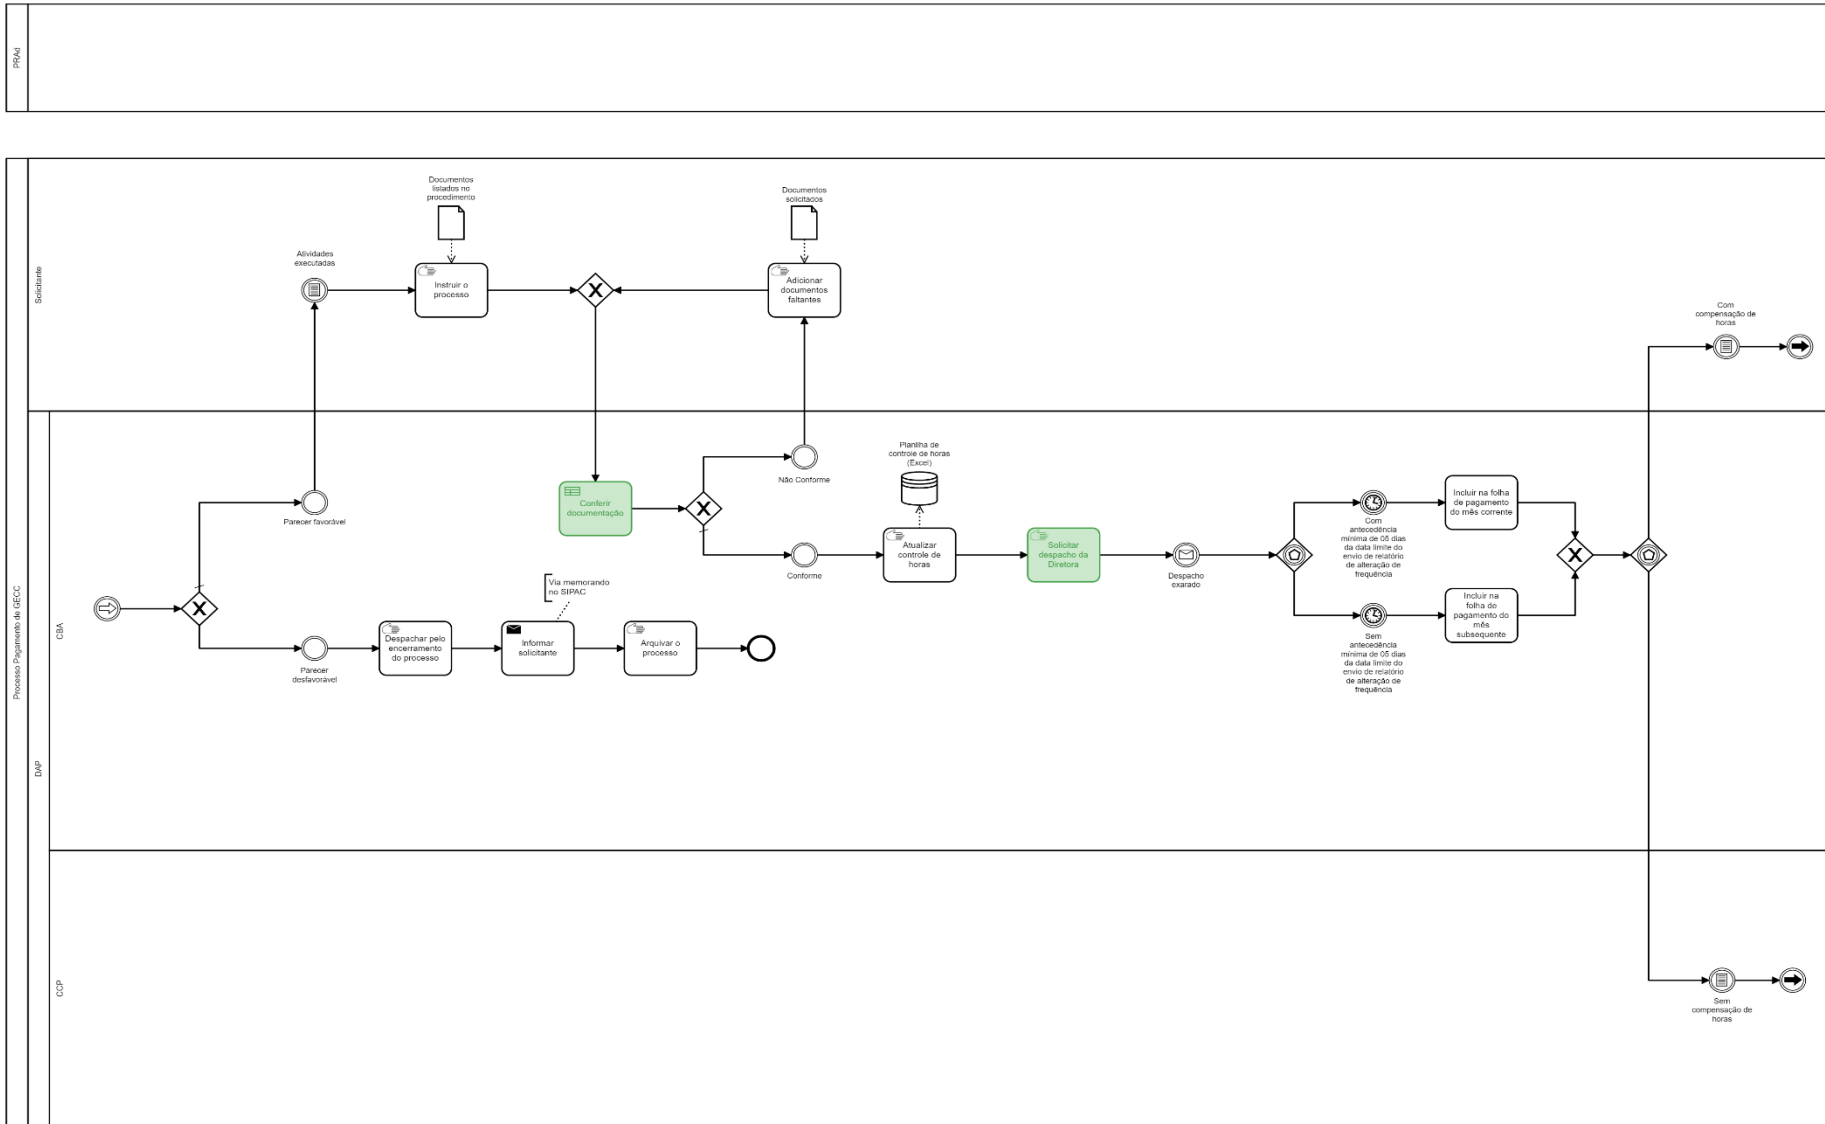 PRAd
Processo Pagamento de GECC
Solicitante
DAP
CBA
CCP
Documentos
listados no
procedimento
Documentos
solicitados
Atividades
executadas
Instruir o
processo
Adicionar
documentos
faltantes
Com
compensação de
horas
Não Conforme
Planilha de
controle de horas
(Excel)
Parecer favorável
Conferir
documentação
Incluir na folha
de pagamento
do mês corrente
Com
antecedência
mínima de 05 dias
da data limite do
envio de relatório
de alteração de
frequência
Conforme
Atualizar
controle de
horas
Solicitar
despacho da
Diretora
Despacho
exarado
Via memorando
no SIPAC
Incluir na
folha de
pagamento do
mês
subsequente
Parecer
desfavorável
Despachar pelo
encerramento
do processo
Informar
solicitante
Arquivar o
processo
Sem
antecedência
mínima de 05 dias
da data limite do
envio de relatório
de alteração de
frequência
Sem
compensação de
horas